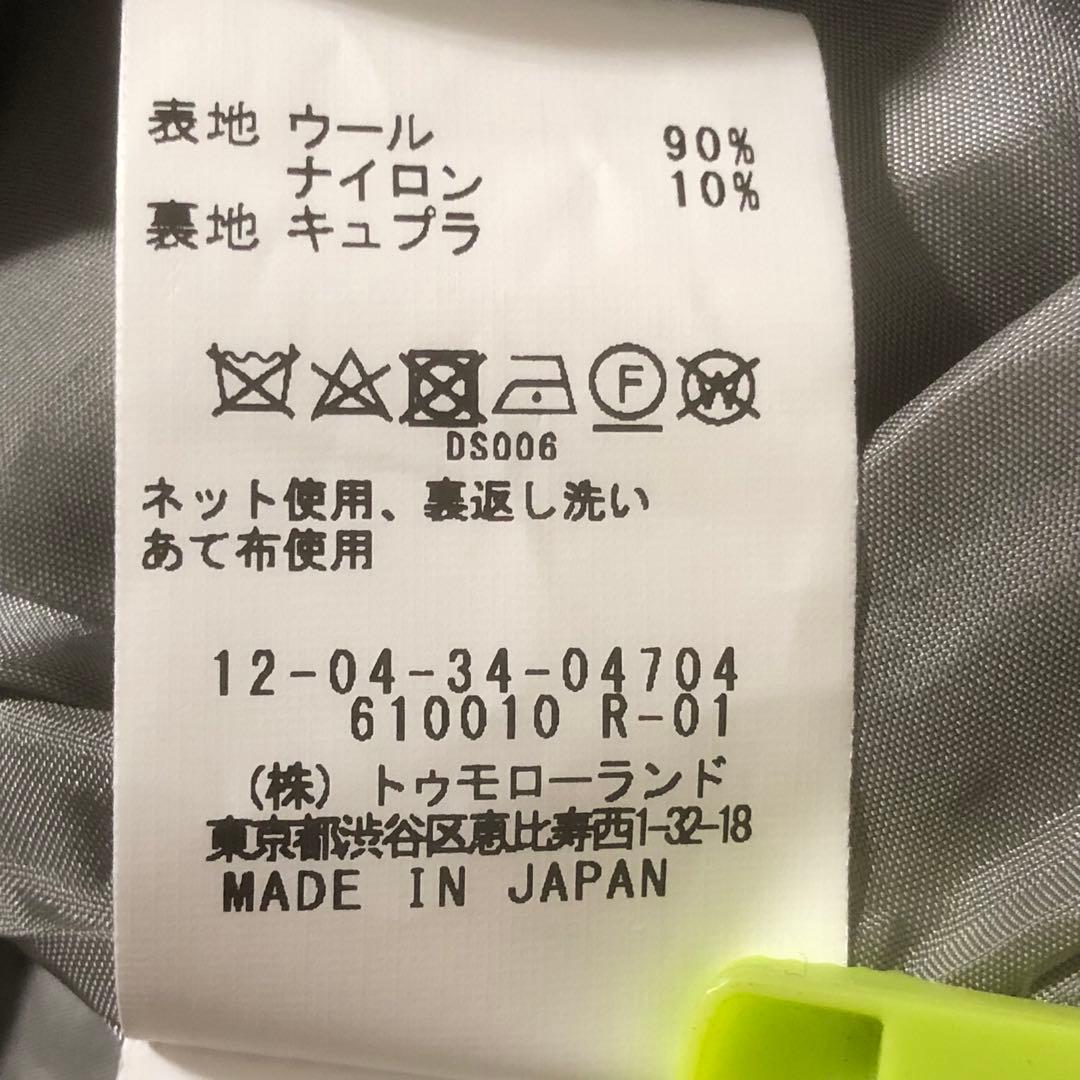 表地 ウール 90%
ナイロン 10%
裏地 キュプラ
F W
DS006
ネット使用、裏返し洗い
あて布使用
12-04-34-04704
610010 R-01
(株) トゥモローランド
東京都渋谷区恵比寿西1-32-18
MADE IN JAPAN